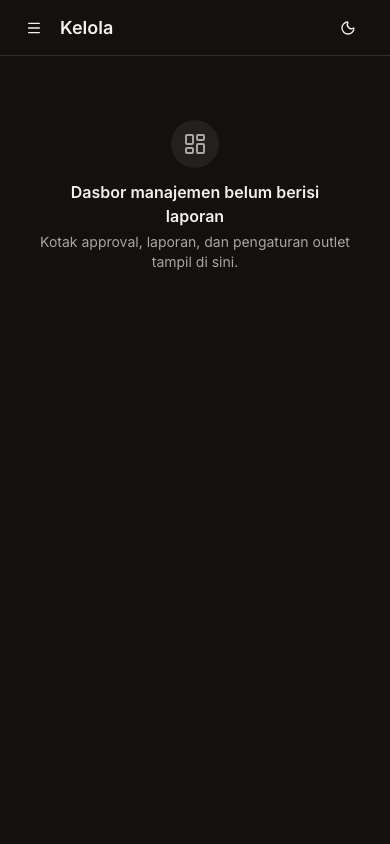 Kelola
Dasbor manajemen belum berisi
laporan
Kotak approval, laporan, dan pengaturan outlet
tampil di sini.